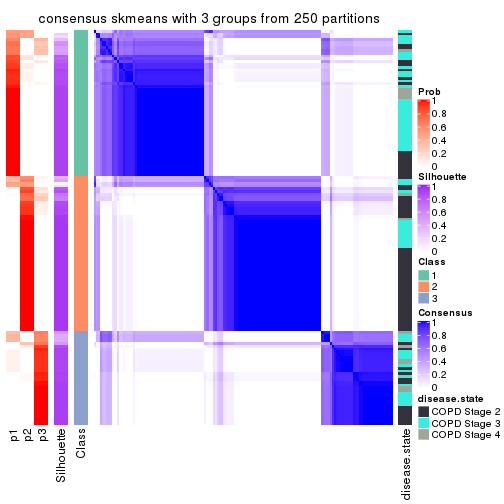 consensus skmeans with 3 groups from 250 partitions
Prob
1
0.8
0.6
0.4
0.2
0
Silhouette
1
0.8
0.6
0.4
0.2
0
Class
1
2
3
Consensus
1
0.8
0.6
0.4
0.2
0
disease.state
COPD Stage 2
COPD Stage 3
COPD Stage 4
p1
p2
p3
Silhouette
Class
disease.state